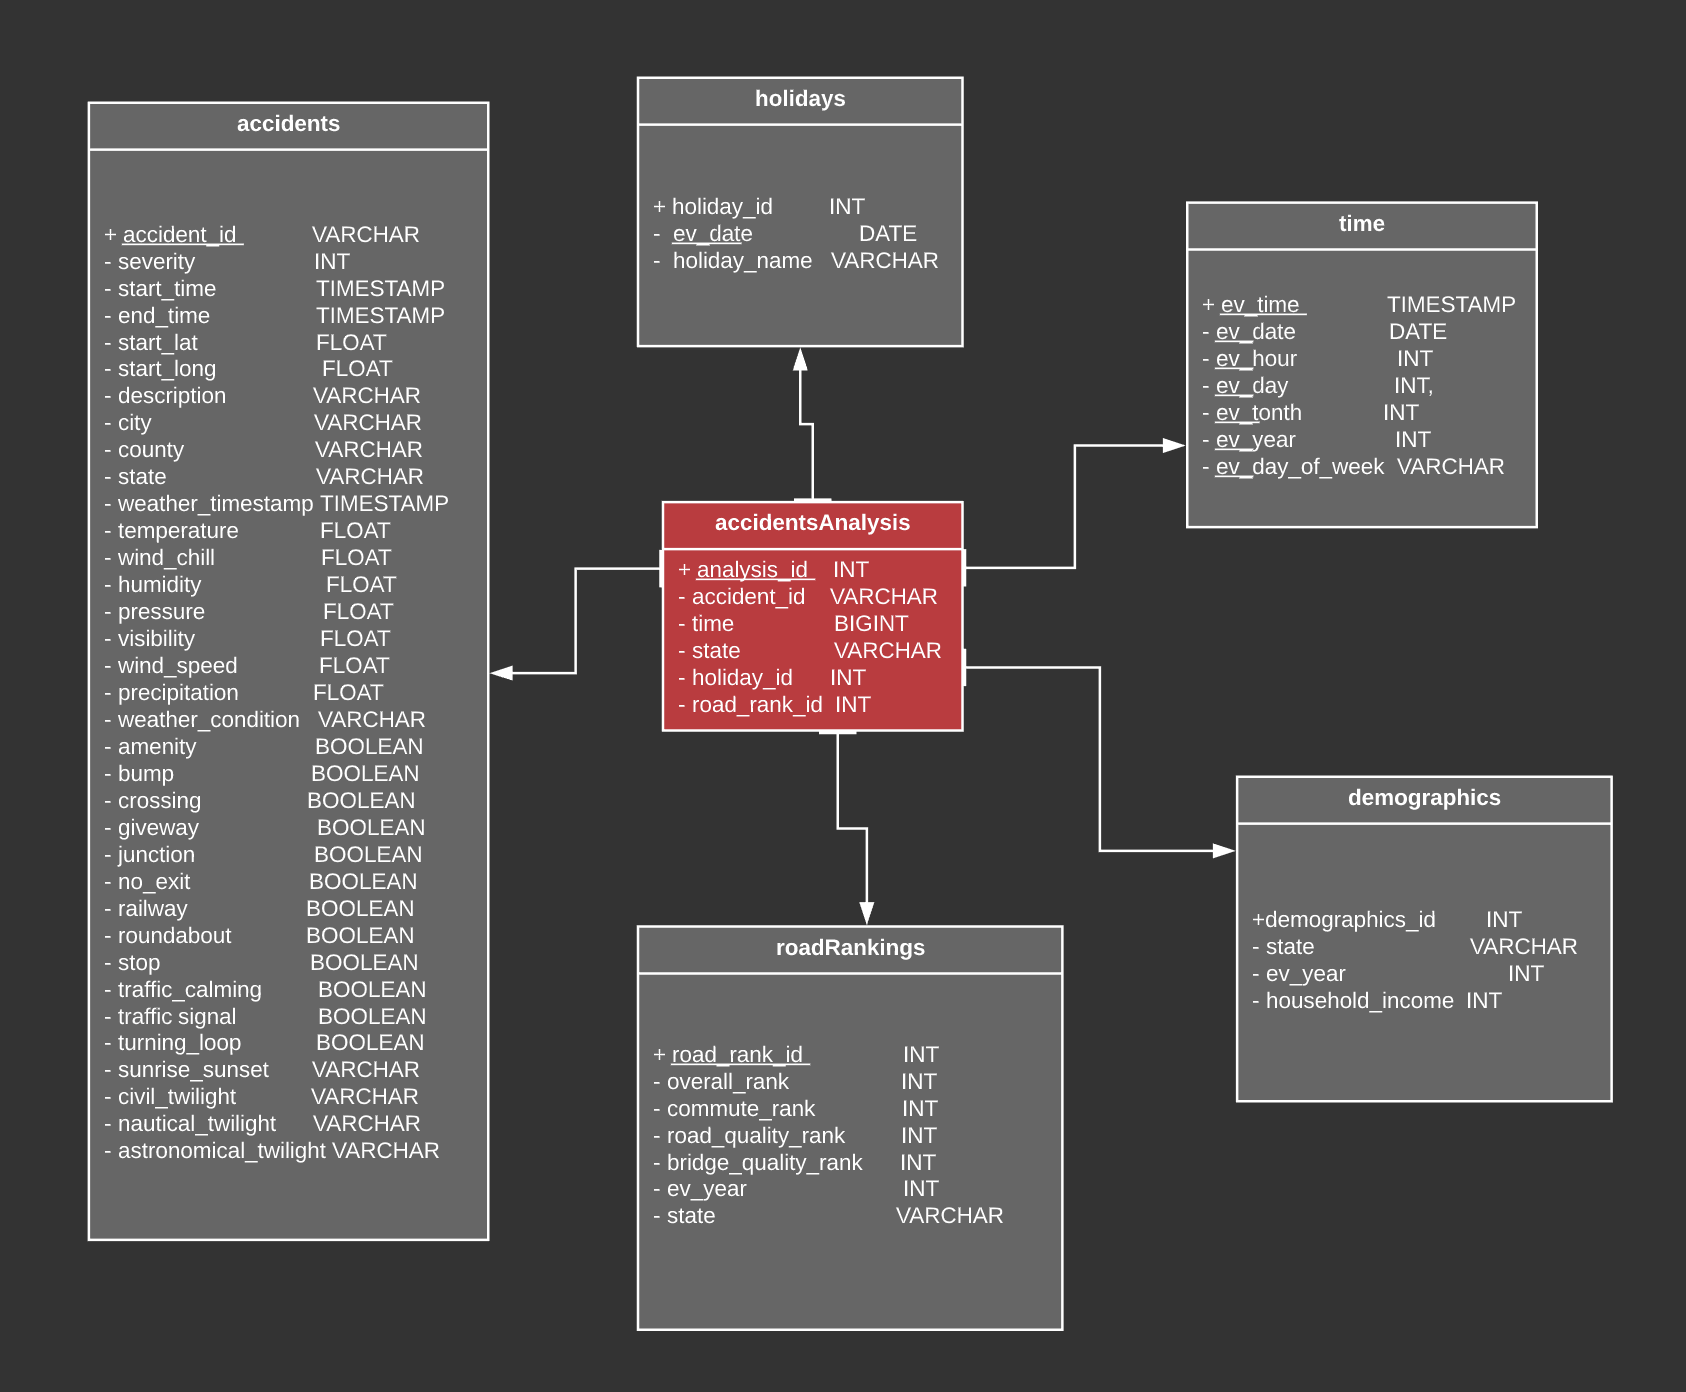 accidents
+ accident_id VARCHAR
- severity INT
- start_time TIMESTAMP
- end_time TIMESTAMP
- start_lat FLOAT
- start_long FLOAT
- description VARCHAR
- city VARCHAR
- county VARCHAR
- state VARCHAR
- weather_timestamp TIMESTAMP
- temperature FLOAT
- wind_chill FLOAT
- humidity FLOAT
- pressure FLOAT
- visibility FLOAT
- wind_speed FLOAT
- precipitation FLOAT
- weather_condition VARCHAR
- amenity BOOLEAN
- bump BOOLEAN
- crossing BOOLEAN
- giveway BOOLEAN
- junction BOOLEAN
- no_exit BOOLEAN
- railway BOOLEAN
- roundabout BOOLEAN
- stop BOOLEAN
- traffic_calming BOOLEAN
- traffic signal BOOLEAN
- turning_loop BOOLEAN
- sunrise_sunset VARCHAR
- civil_twilight VARCHAR
- nautical_twilight VARCHAR
- astronomical_twilight VARCHAR
holidays
+ holiday_id INT
- ev_date DATE
- holiday_name VARCHAR
time
+ ev_time TIMESTAMP
- ev_date DATE
- ev_hour INT
- ev_day INT,
- ev_tonth INT
- ev_year INT
- ev_day_of_week VARCHAR
accidentsAnalysis
+ analysis_id INT
- accident_id VARCHAR
- time BIGINT
- state VARCHAR
- holiday_id INT
- road_rank_id INT
demographics
+demographics_id INT
- state VARCHAR
- ev_year INT
- household_income INT
roadRankings
+ road_rank_id INT
- overall_rank INT
- commute_rank INT
- road_quality_rank INT
- bridge_quality_rank INT
- ev_year INT
- state VARCHAR